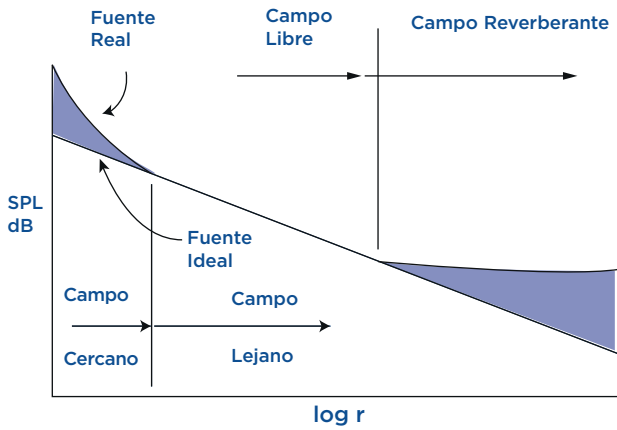 Fuente
Real
Campo
Libre
Campo Reverberante
SPL
dB
Fuente
Ideal
Campo
Cercano
Campo
Lejano
log r